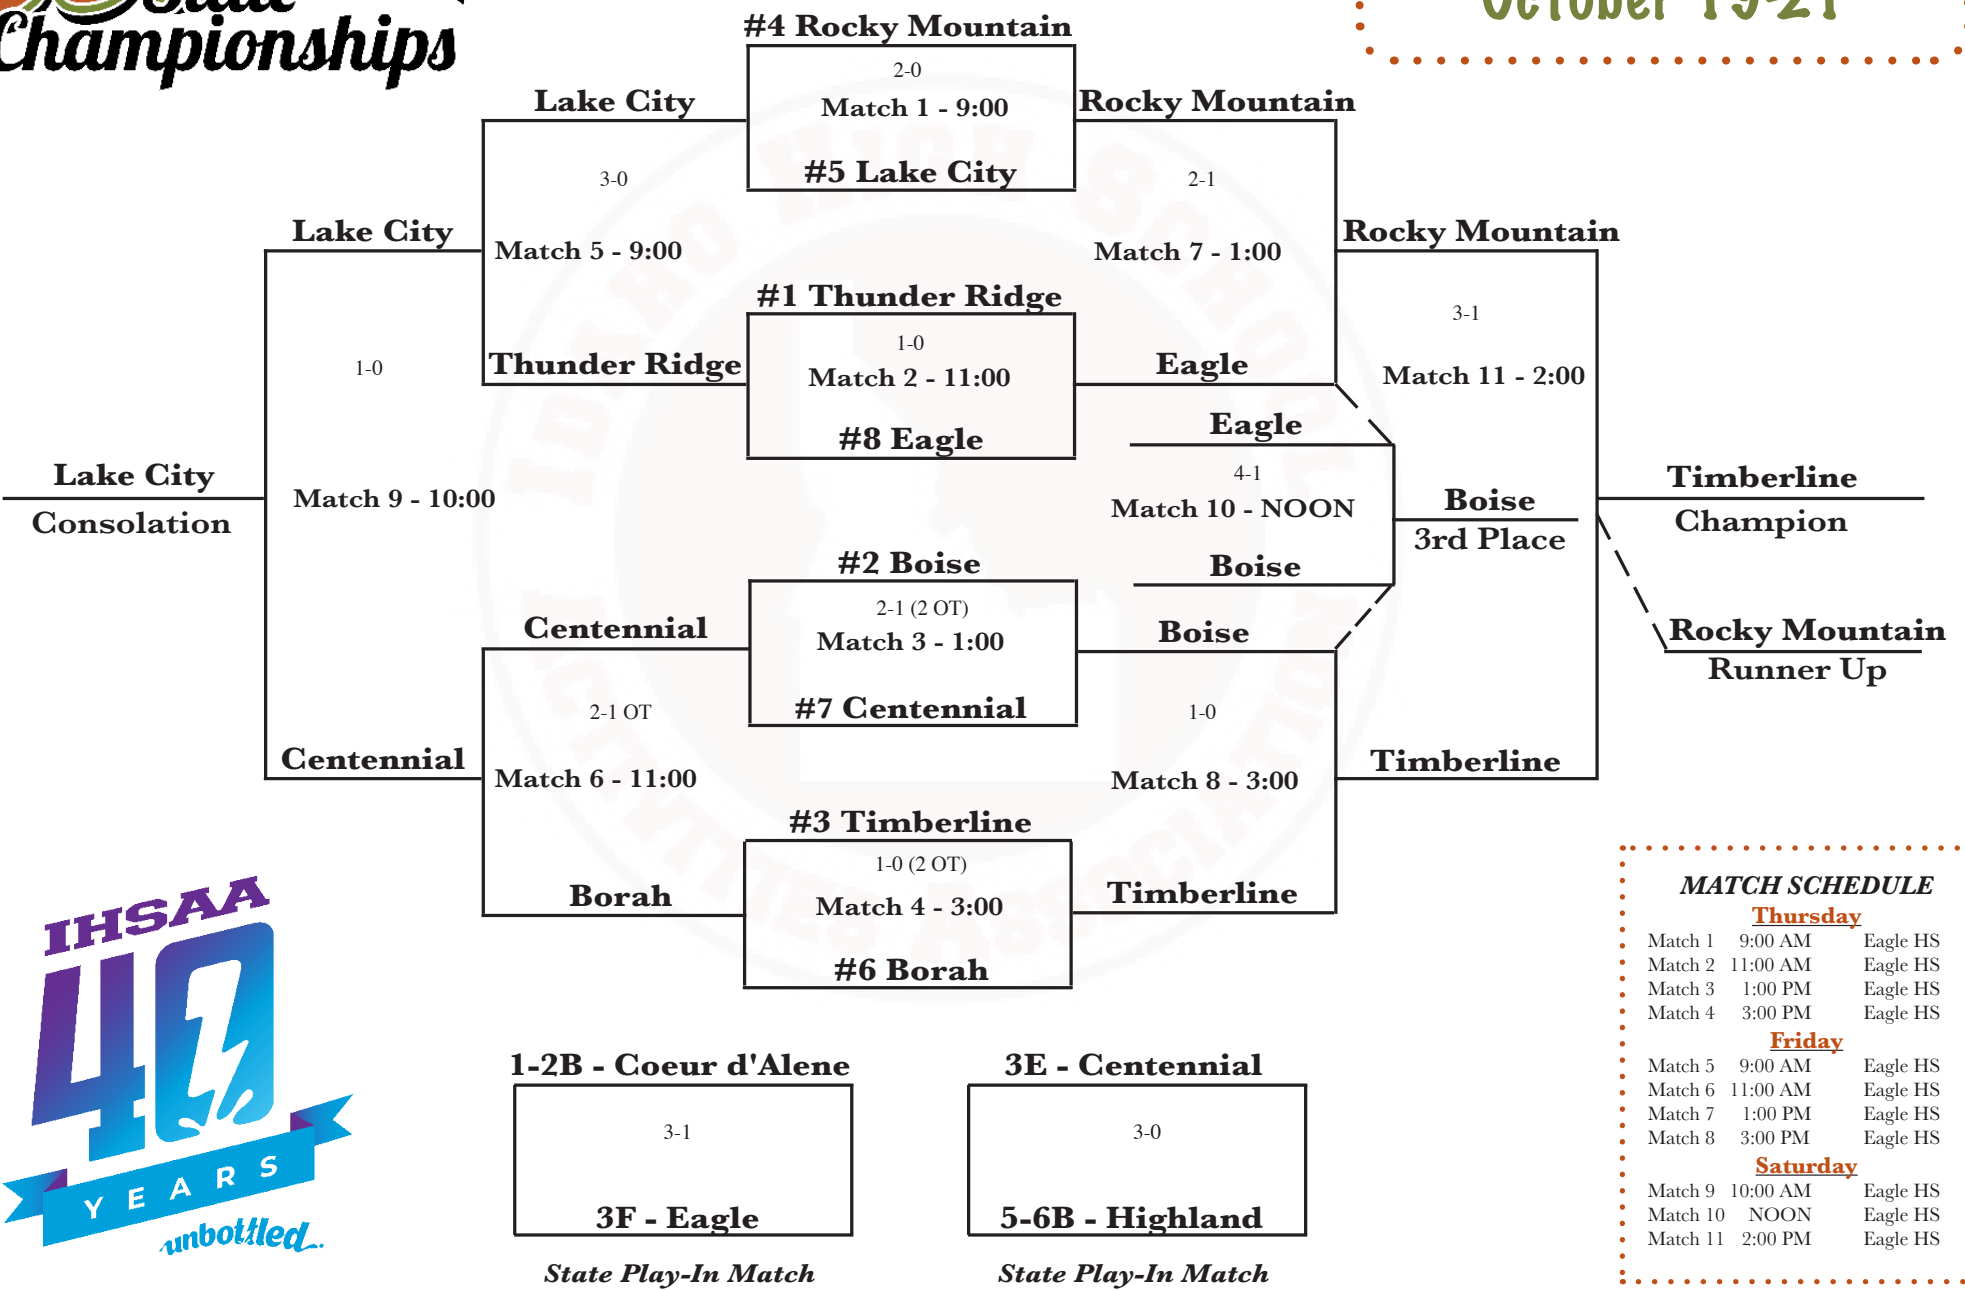 State
Championships
October 19-21
#4 Rocky Mountain
2-0
Match 1 - 9:00
#5 Lake City
Lake City
Rocky Mountain
3-0
Match 5 - 9:00
2-1
Match 7 - 1:00
Lake City
Rocky Mountain
#1 Thunder Ridge
1-0
Match 2 - 11:00
#8 Eagle
Thunder Ridge
Eagle
1-0
Match 9 - 10:00
3-1
Match 11 - 2:00
Eagle
4-1
Match 10 - NOON
Boise
Boise
3rd Place
Lake City
Consolation
Timberline
Champion
Rocky Mountain
Runner Up
#2 Boise
2-1 (2 OT)
Match 3 - 1:00
#7 Centennial
Centennial
Boise
2-1 OT
Match 6 - 11:00
1-0
Match 8 - 3:00
Centennial
Timberline
#3 Timberline
1-0 (2 OT)
Match 4 - 3:00
#6 Borah
Borah
Timberline
IDAHO HIGH SCHOOL
ACTIVITIES ASSOCIATION
IHSAA
40
YEARS
unbottled.
1-2B - Coeur d'Alene
3-1
3F - Eagle
State Play-In Match
3E - Centennial
3-0
5-6B - Highland
State Play-In Match
MATCH SCHEDULE
Thursday
Match 1 9:00 AM Eagle HS
Match 2 11:00 AM Eagle HS
Match 3 1:00 PM Eagle HS
Match 4 3:00 PM Eagle HS
Friday
Match 5 9:00 AM Eagle HS
Match 6 11:00 AM Eagle HS
Match 7 1:00 PM Eagle HS
Match 8 3:00 PM Eagle HS
Saturday
Match 9 10:00 AM Eagle HS
Match 10 NOON Eagle HS
Match 11 2:00 PM Eagle HS